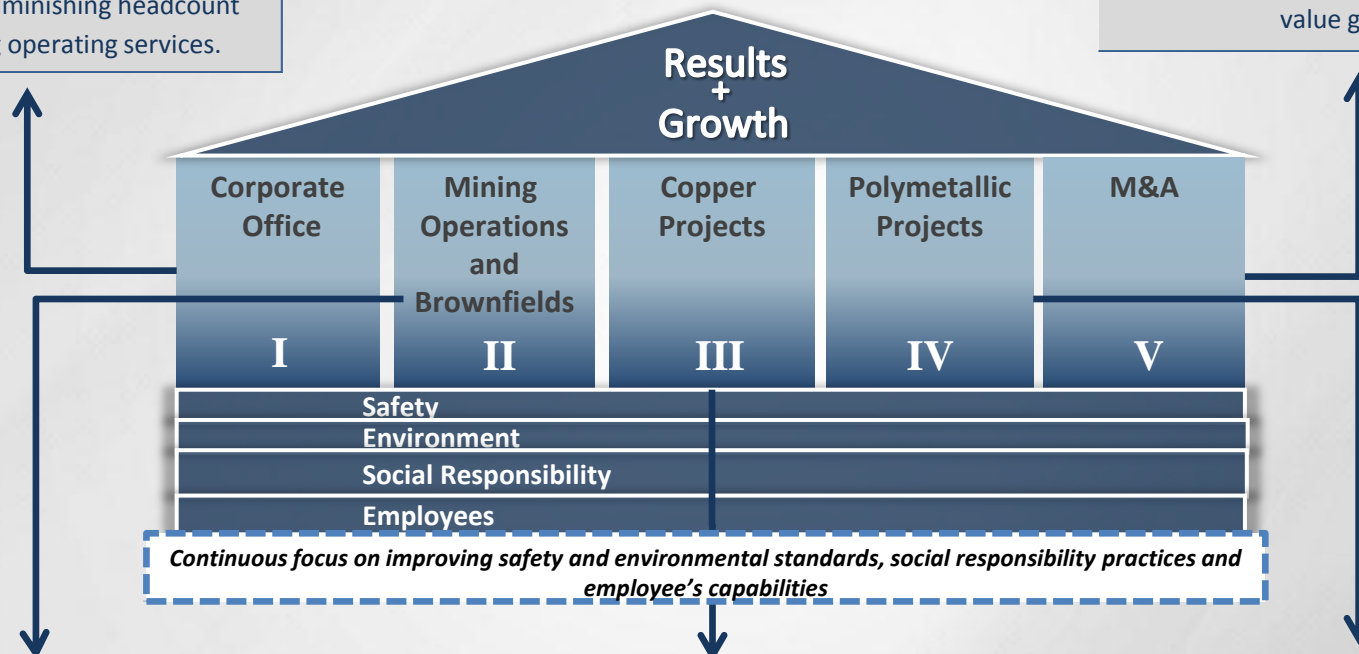 minishing headcount
operating services.
value g
Results
+
Growth
Corporate
Office
Mining
Operations
and
Brownfields
Copper
Projects
Polymetallic
Projects
M&A
I
II
III
IV
V
Safety
Environment
Social Responsibility
Employees
Continuous focus on improving safety and environmental standards, social responsibility practices and
employee’s capabilities